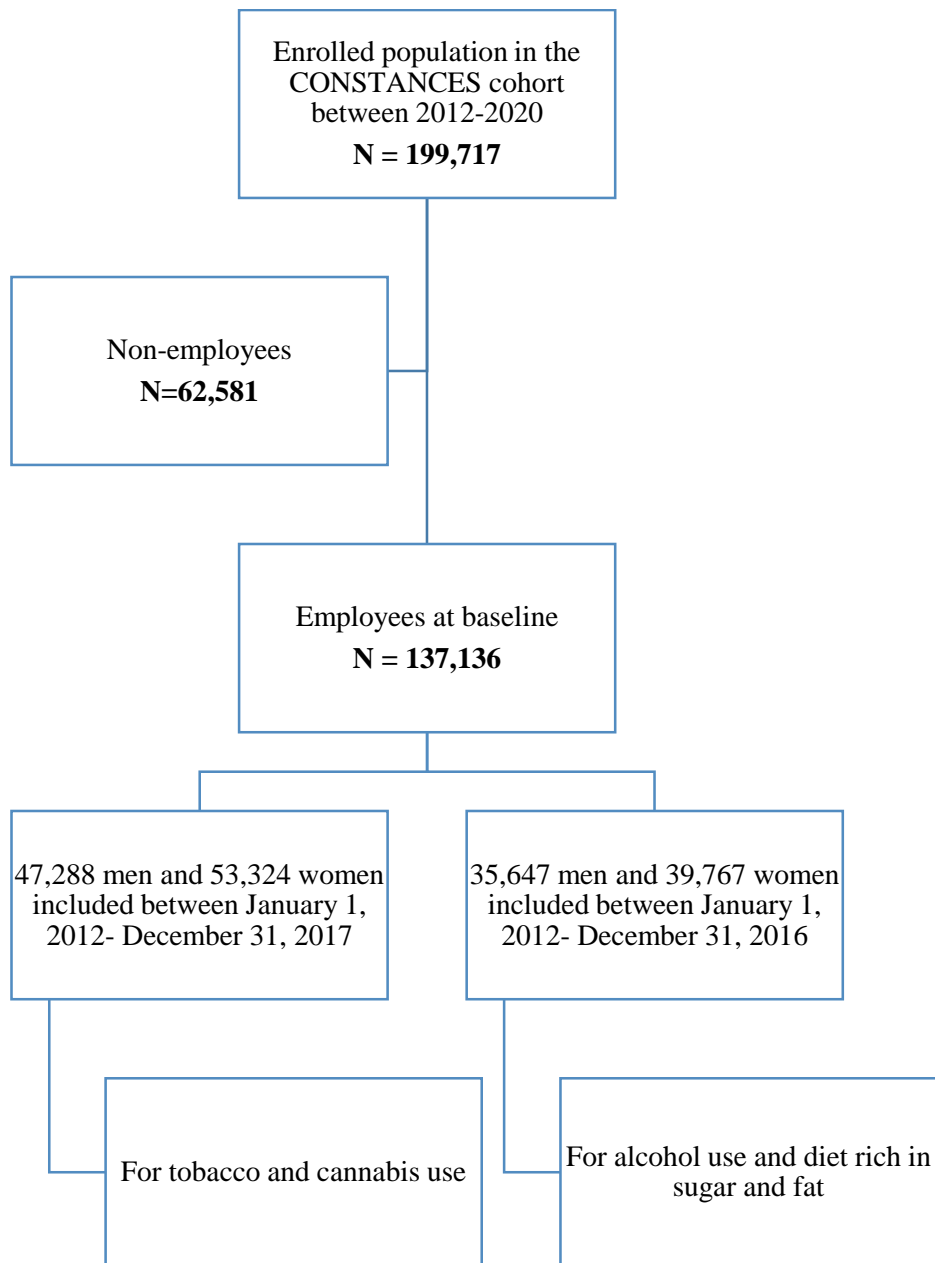 Enrolled population in the
CONSTANCES cohort
between 2012-2020
N = 199,717
Non-employees
N=62,581
Employees at baseline
N = 137,136
47,288 men and 53,324 women
included between January 1,
2012- December 31, 2017
35,647 men and 39,767 women
included between January 1,
2012- December 31, 2016
For tobacco and cannabis use
For alcohol use and diet rich in
sugar and fat